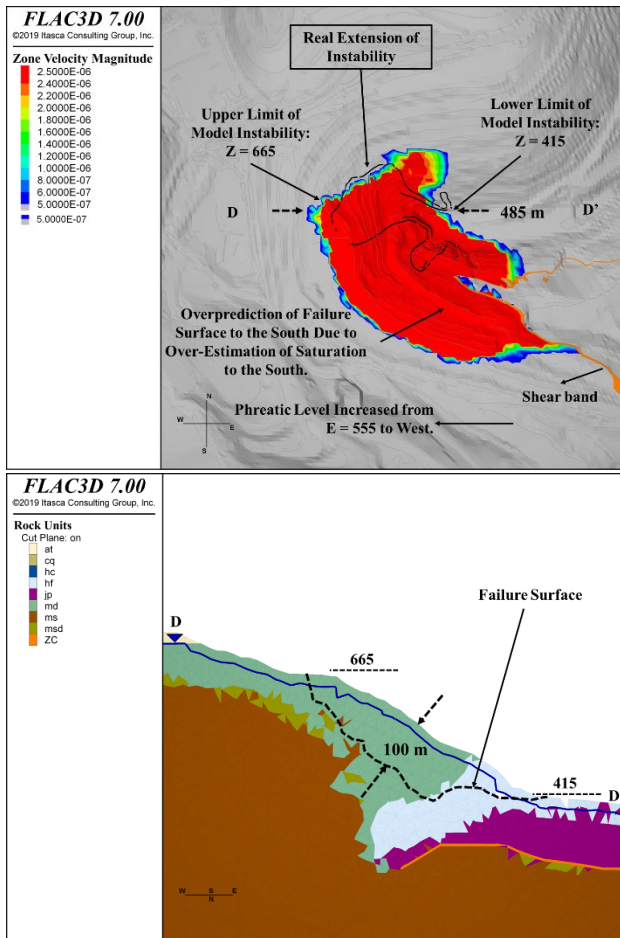 FLAC3D 7.00
©2019 Itasca Consulting Group, Inc.
Zone Velocity Magnitude
2.5000E-06
2.4000E-06
2.2000E-06
2.0000E-06
1.8000E-06
1.6000E-06
1.4000E-06
1.2000E-06
1.0000E-06
8.0000E-07
6.0000E-07
5.0000E-07
5.0000E-07
Real Extension of
Instability
Upper Limit of
Model Instability:
Z = 665
Lower Limit of
Model Instability:
Z = 415
D
485 m
D’
Overprediction of Failure
Surface to the South Due to
Over-Estimation of Saturation
to the South.
Shear band
Phreatic Level Increased from
E = 555 to West.
N
W
E
S
FLAC3D 7.00
©2019 Itasca Consulting Group, Inc.
Rock Units
Cut Plane: on
at
cq
hc
hf
jp
md
ms
msd
ZC
Failure Surface
D
665
100 m
415
D
W S E
N